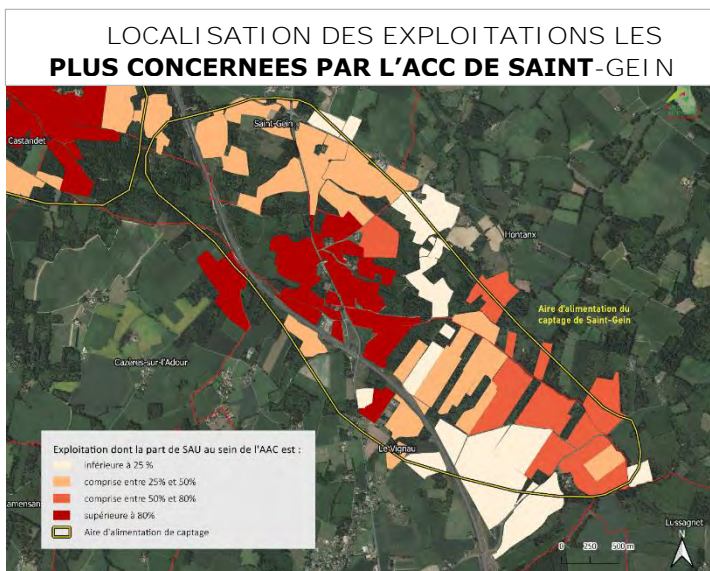 LOCALISATION DES EXPLOITATIONS LES
PLUS CONCERNEES PAR L'ACC DE SAINT-GEIN
Saint-Gein
Castandet
Hontanx
Aire d'alimentation du
captage de Saint-Gein
Cazères-sur-l'Adour
Le Vignau
Exploitation dont la part de SAU au sein de l'AAC est :
inférieure à 25 %
comprise entre 25% et 50%
comprise entre 50% et 80%
supérieure à 80%
Aire d'alimentation de captage
amensan
Lussagnet
N
0 250 500 m